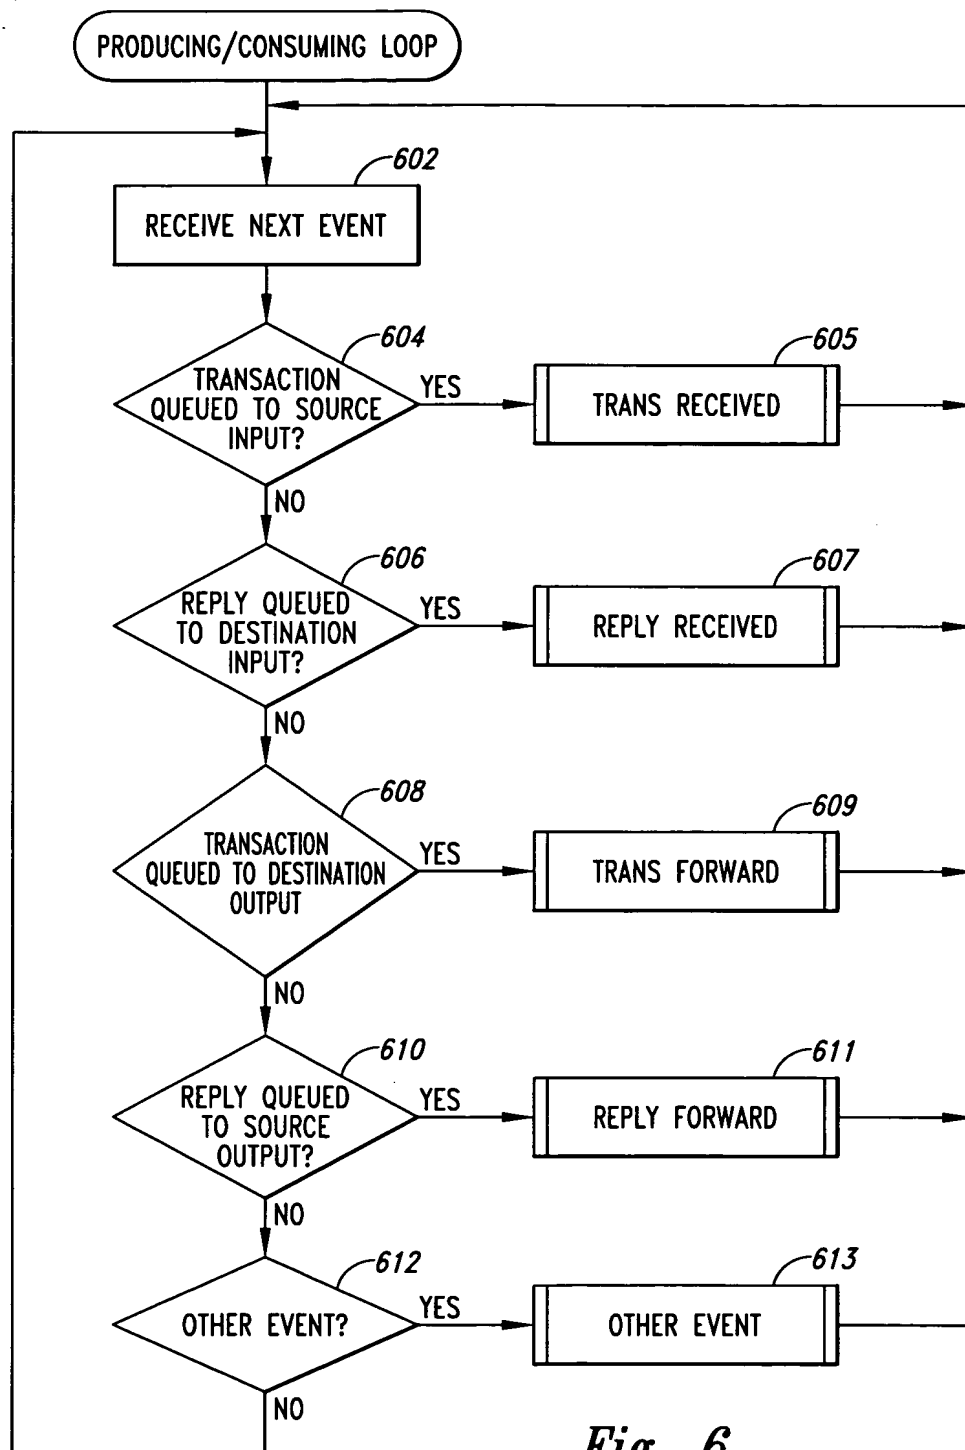 PRODUCING/CONSUMING LOOP
602
RECEIVE NEXT EVENT
604
TRANSACTION
QUEUED TO SOURCE
INPUT?
YES
605
TRANS RECEIVED
NO
606
REPLY QUEUED
TO DESTINATION
INPUT?
YES
607
REPLY RECEIVED
NO
608
TRANSACTION
QUEUED TO DESTINATION
OUTPUT
YES
609
TRANS FORWARD
NO
610
REPLY QUEUED
TO SOURCE
OUTPUT?
YES
611
REPLY FORWARD
NO
612
OTHER EVENT?
YES
613
OTHER EVENT
NO
Fig. 6